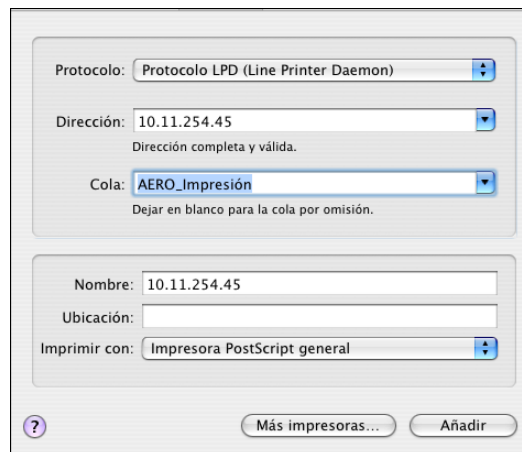 Protocolo: Protocolo LPD (Line Printer Daemon)
Dirección: 10.11.254.45
Dirección completa y válida.
Cola: AERO_Impresión
Dejar en blanco para la cola por omisión.
Nombre: 10.11.254.45
Ubicación:
Imprimir con: Impresora PostScript general
? Más impresoras... Añadir